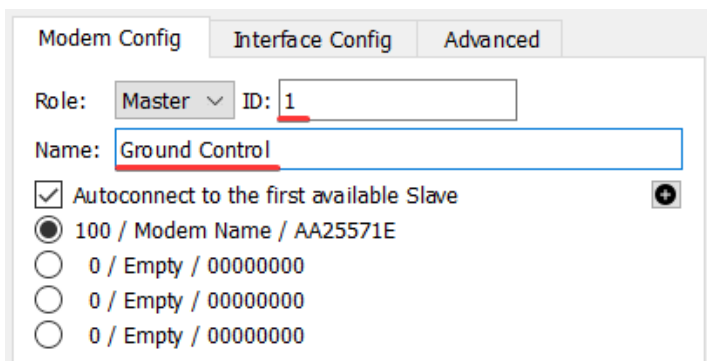 Modem Config Interface Config Advanced
Role: Master ID: 1
Name: Ground Control
Autoconnect to the first available Slave
100 / Modem Name / AA25571E
0 / Empty / 00000000
0 / Empty / 00000000
0 / Empty / 00000000